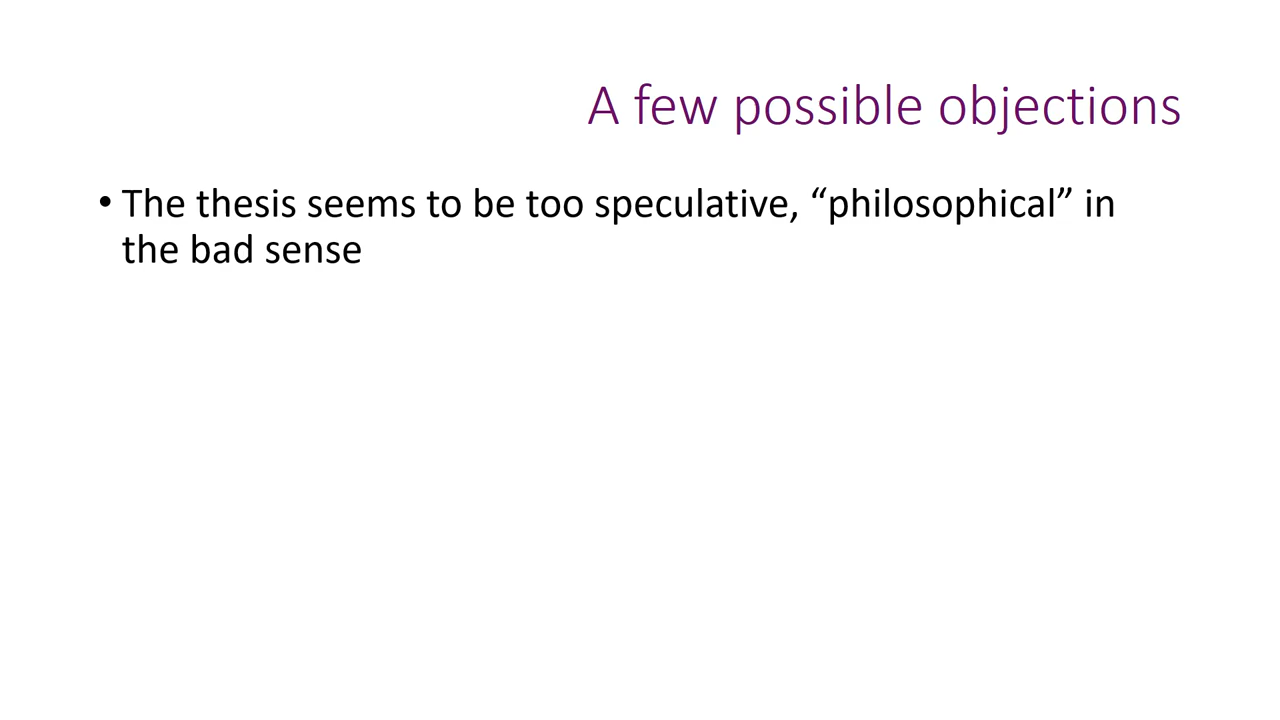 A few possible objections
• The thesis seems to be too speculative, “philosophical” in
the bad sense